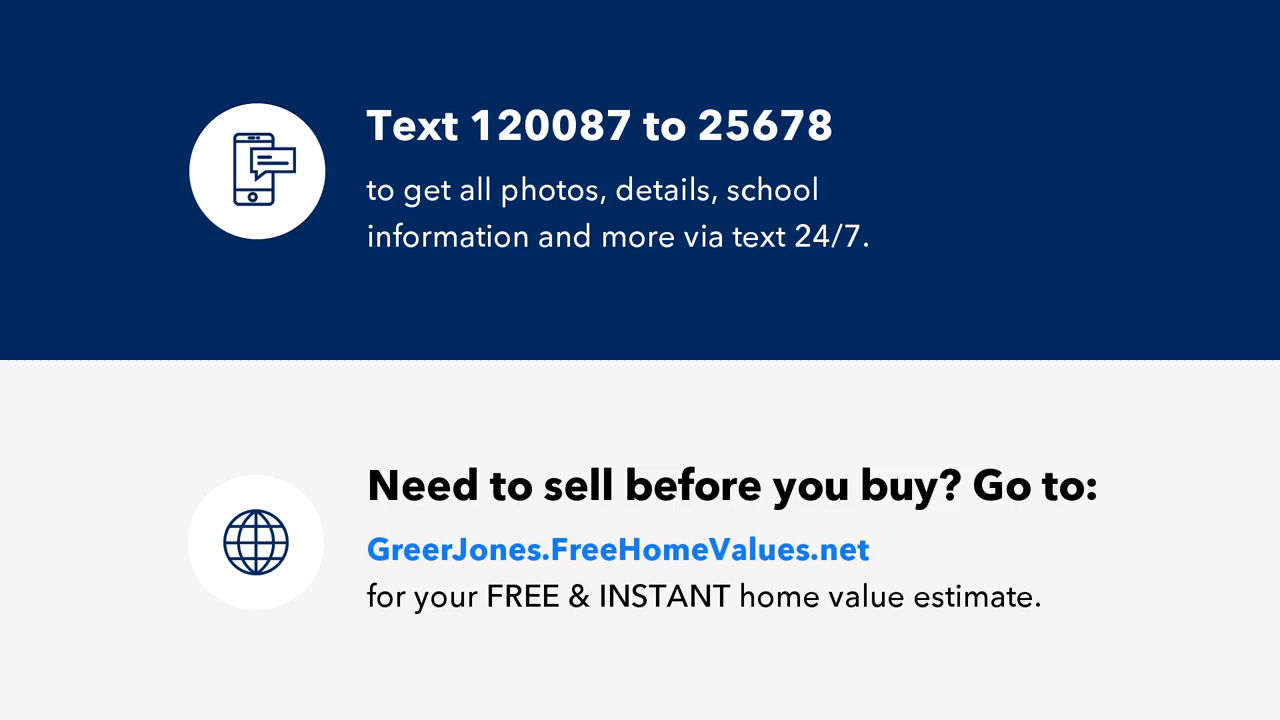 Text 120087 to 25678
to get all photos, details, school
information and more via text 24/7.
Need to sell before you buy? Go to:
GreerJones.FreeHomeValues.net
for your FREE & INSTANT home value estimate.